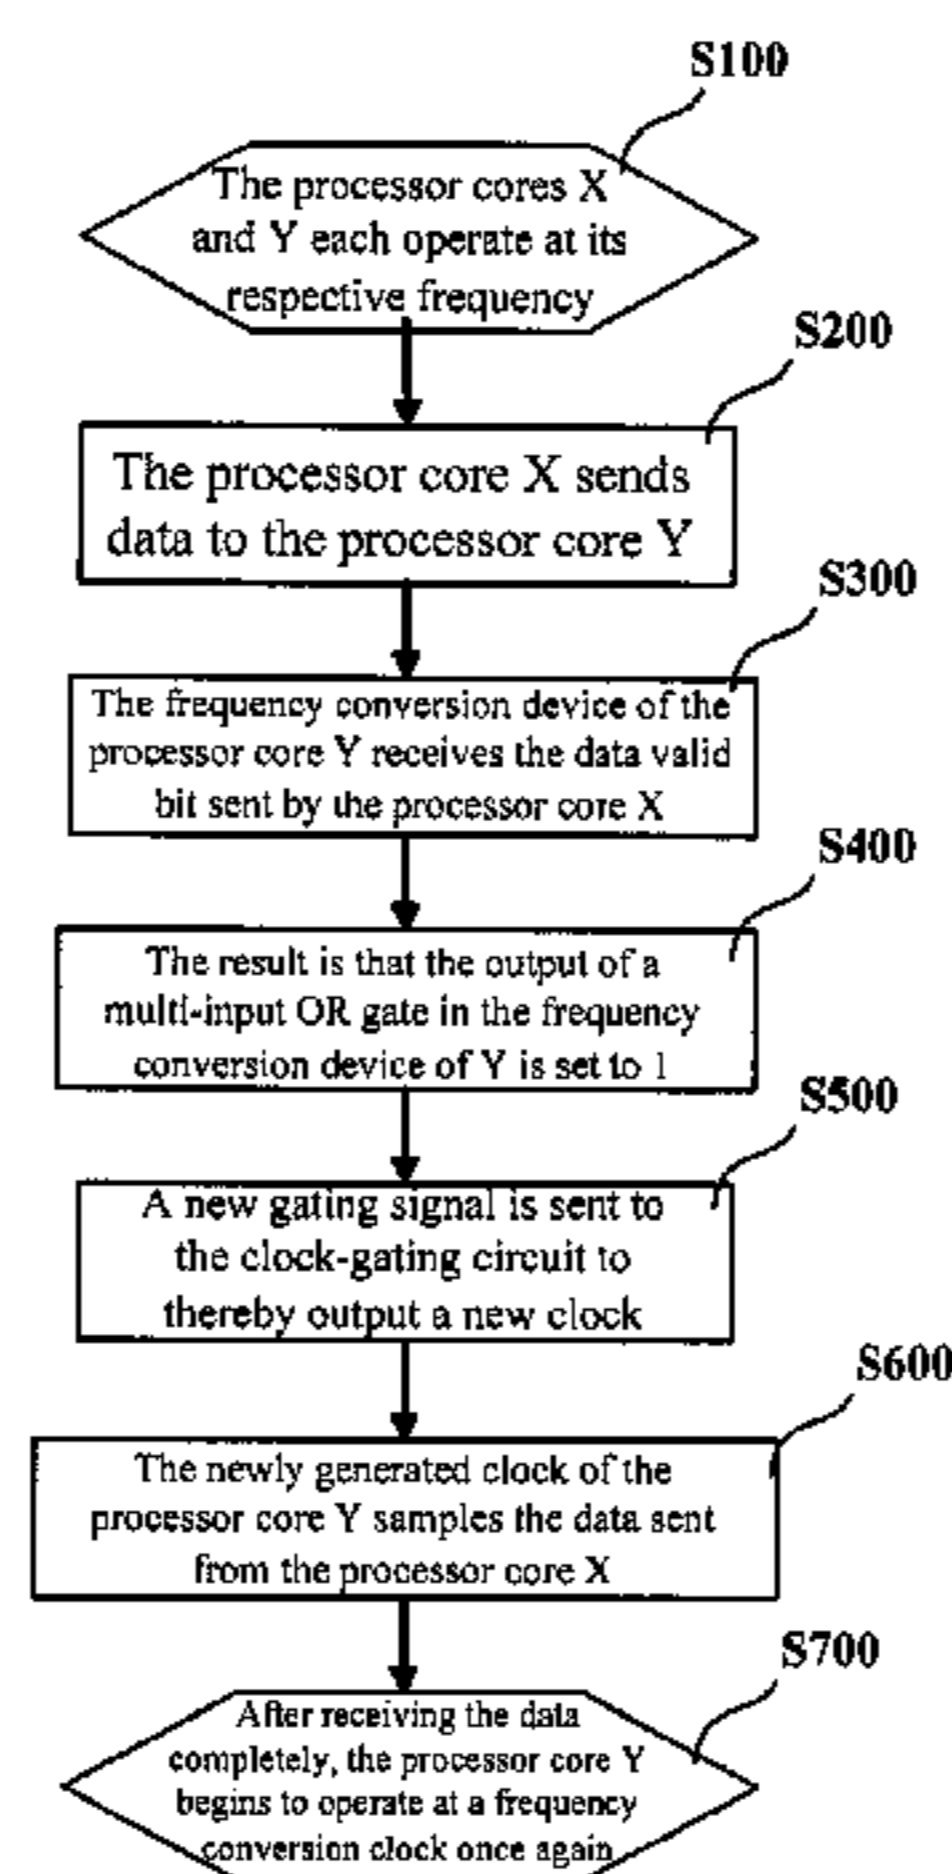 S100
The processor cores X
and Y each operate at its
respective frequency
S200
The processor core X sends
data to the processor core Y
S300
The frequency conversion device of the
processor core Y receives the data valid
bit sent by the processor core X
S400
The result is that the output of a
multi-input OR gate in the frequency
conversion device of Y is set to 1
S500
A new gating signal is sent to
the clock-gating circuit to
thereby output a new clock
S600
The newly generated clock of the
processor core Y samples the data sent
from the processor core X
S700
After receiving the data
completely, the processor core Y
begins to operate at a frequency
conversion clock once again